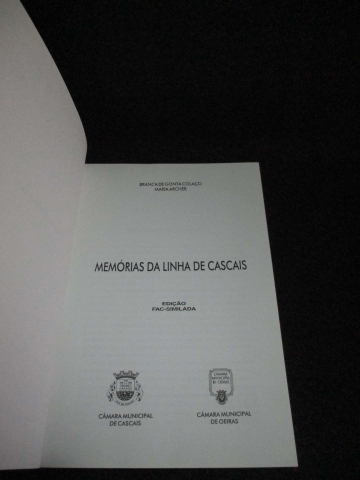 BRANCA DE GONTA COLAÇO
MARIA ARCHER
MEMÓRIAS DA LINHA DE CASCAIS
EDIÇÃO
FAC-SIMILADA
CÂMARA MUNICIPAL
DE CASCAIS
CÂMARA MUNICIPAL
DE OEIRAS